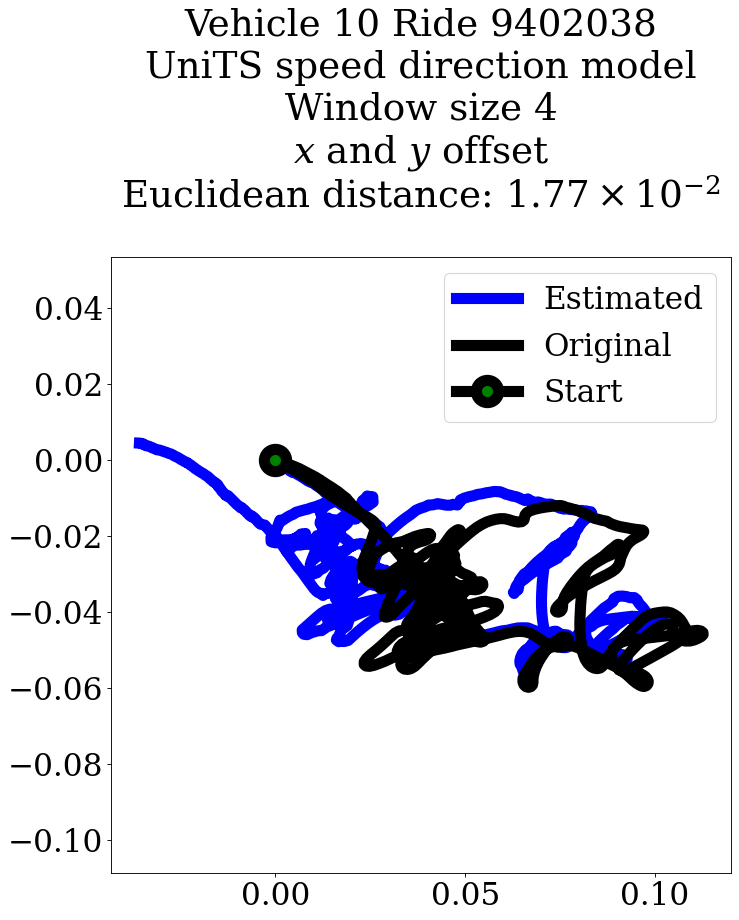 Vehicle 10 Ride 9402038
UniTS speed direction model
Window size 4
x and y offset
Euclidean distance: 1.77 × 10⁻²
Estimated
Original
Start
0.04
0.02
0.00
−0.02
−0.04
−0.06
−0.08
−0.10
0.00 0.05 0.10